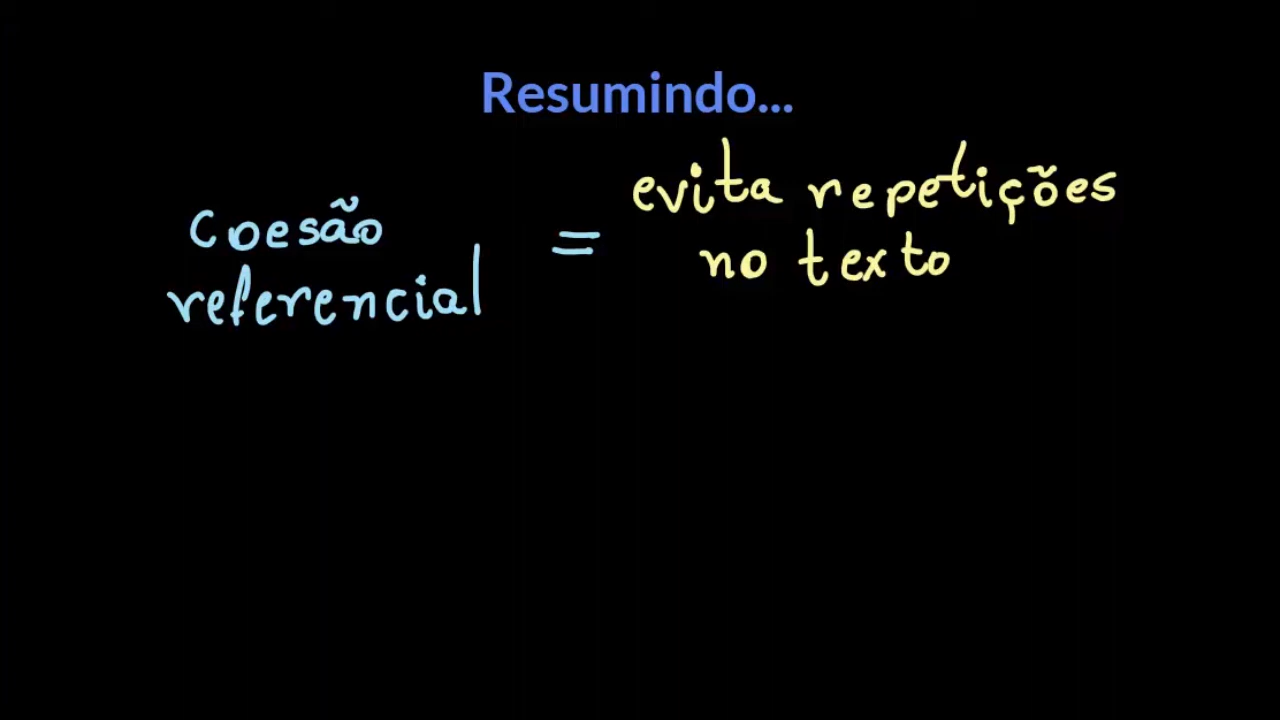 Resumindo...
coesão
referencial
=
evita repetições
no texto